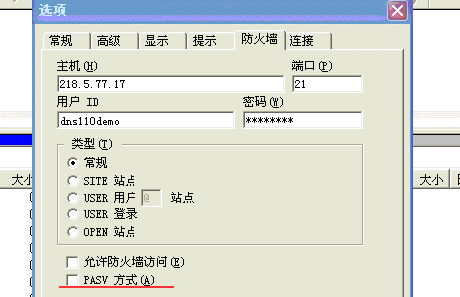 选项
常规 高级 显示 提示 防火墙 连接
主机(H) 端口(P)
218.5.77.17 21
用户 ID 密码(W)
dns110demo ********
类型(T)
常规
SITE 站点
USER 用户 @ 站点
USER 登录
OPEN 站点
大小 大小
允许防火墙访问(E)
PASV 方式(A)